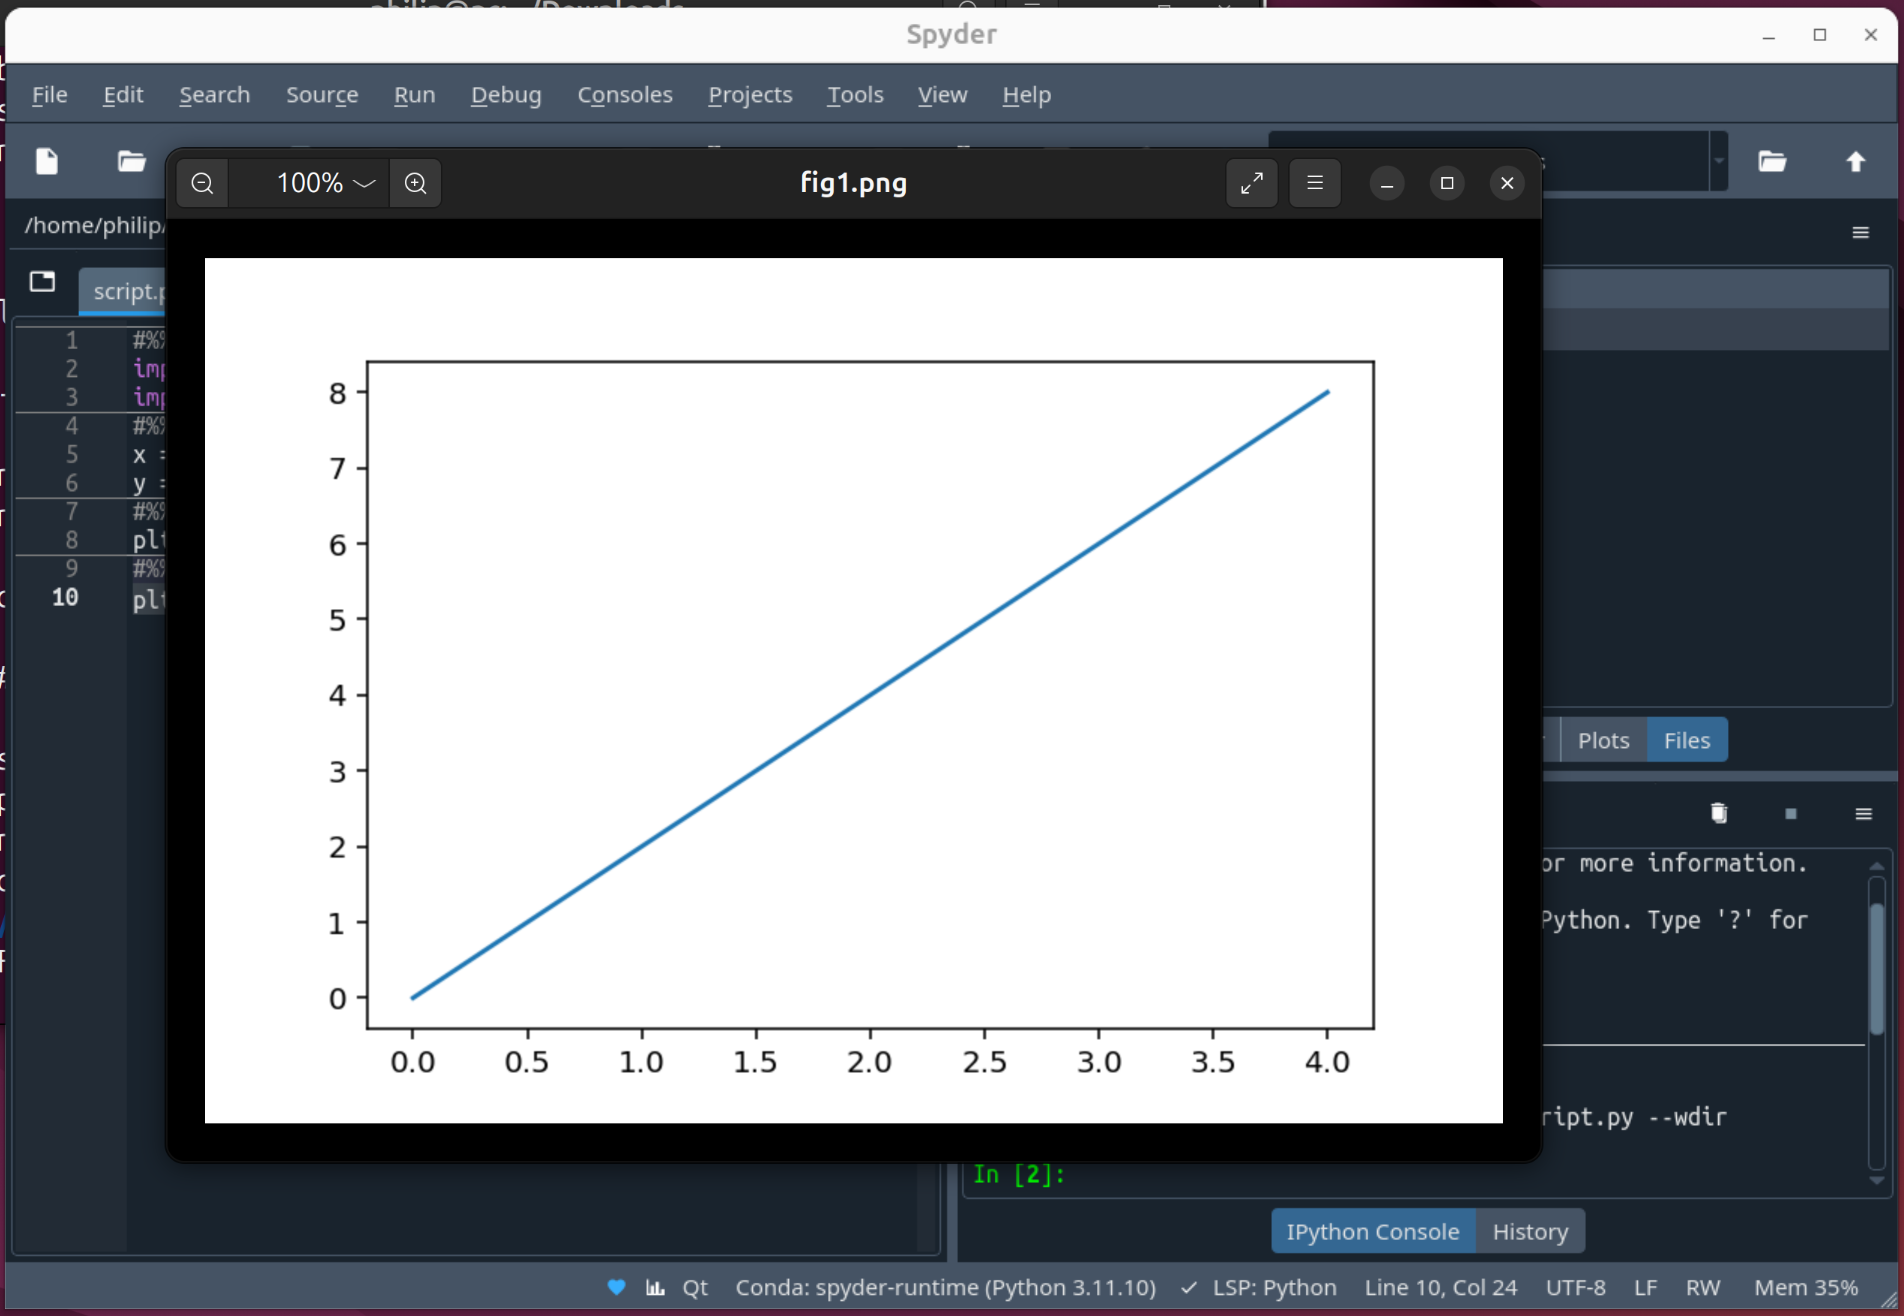 Spyder
File Edit Search Source Run Debug Consoles Projects Tools View Help
100% fig1.png
/home/philip/
script.p
1 #%%
2 imp
3 imp
4 #%%
5 x =
6 y =
7 #%%
8 plt
9 #%%
10 plt
8
7
6
5
4
3
2
1
0
0.0 0.5 1.0 1.5 2.0 2.5 3.0 3.5 4.0
Plots Files
or more information.
Python. Type '?' for
ript.py --wdir
In [2]:
IPython Console History
Qt Conda: spyder-runtime (Python 3.11.10) LSP: Python Line 10, Col 24 UTF-8 LF RW Mem 35%